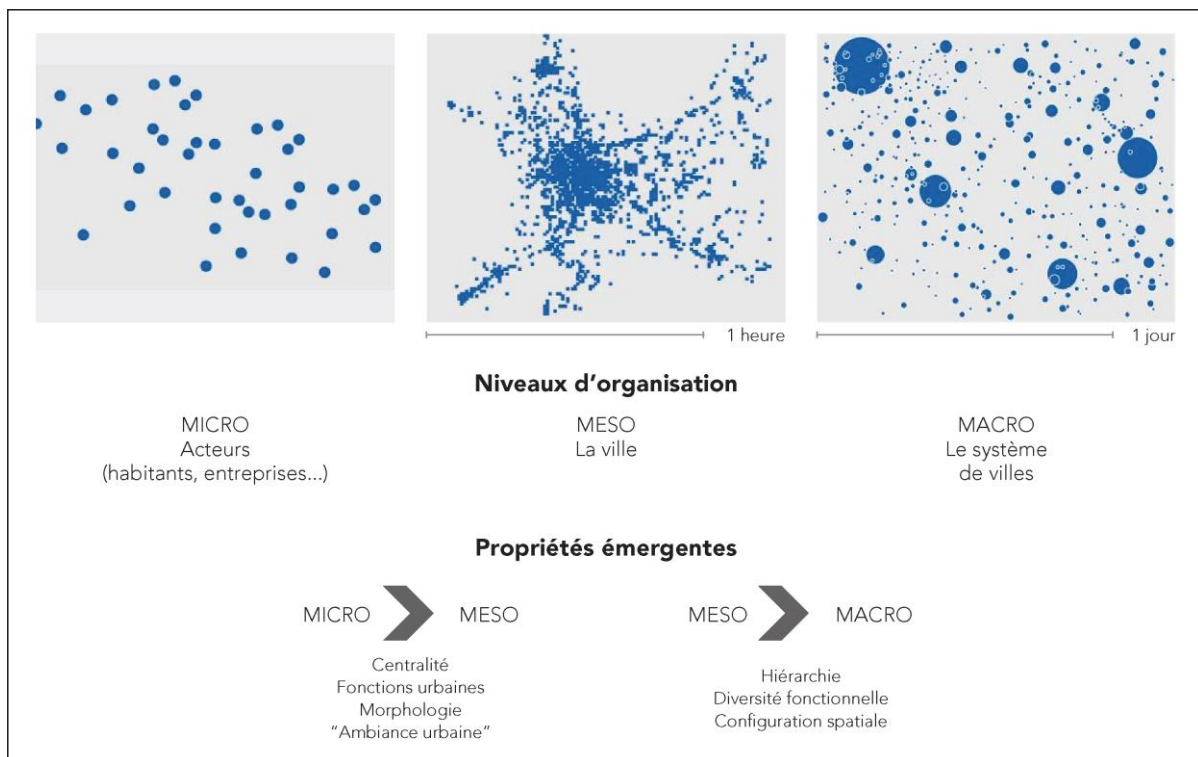 1 heure
1 jour
Niveaux d'organisation
MICRO
Acteurs
(habitants, entreprises...)
MESO
La ville
MACRO
Le système
de villes
Propriétés émergentes
MICRO
MESO
Centralité
Fonctions urbaines
Morphologie
"Ambiance urbaine"
MESO
MACRO
Hiérarchie
Diversité fonctionnelle
Configuration spatiale